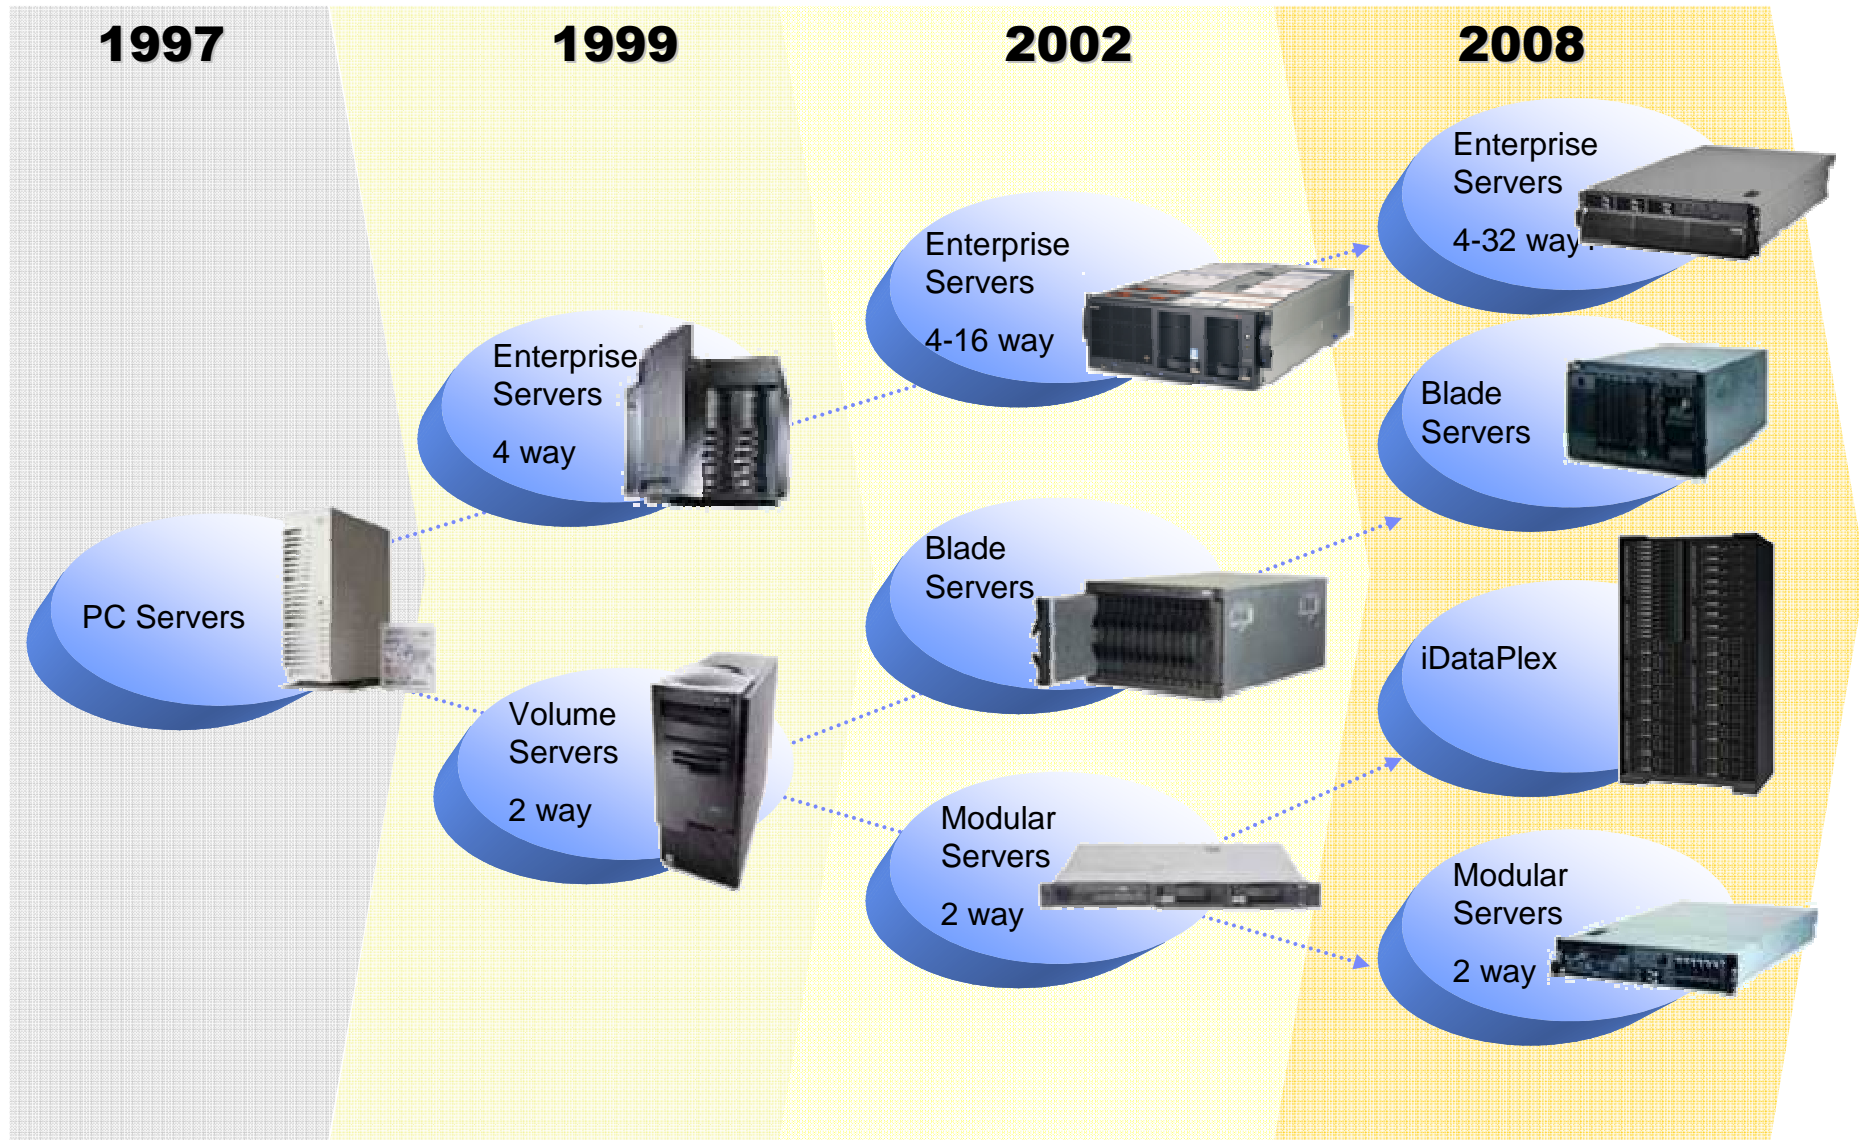 1997
1999
2002
2008
PC Servers
Enterprise
Servers
4 way
Volume
Servers
2 way
Enterprise
Servers
4-16 way
Blade
Servers
Modular
Servers
2 way
Enterprise
Servers
4-32 way
Blade
Servers
iDataPlex
Modular
Servers
2 way